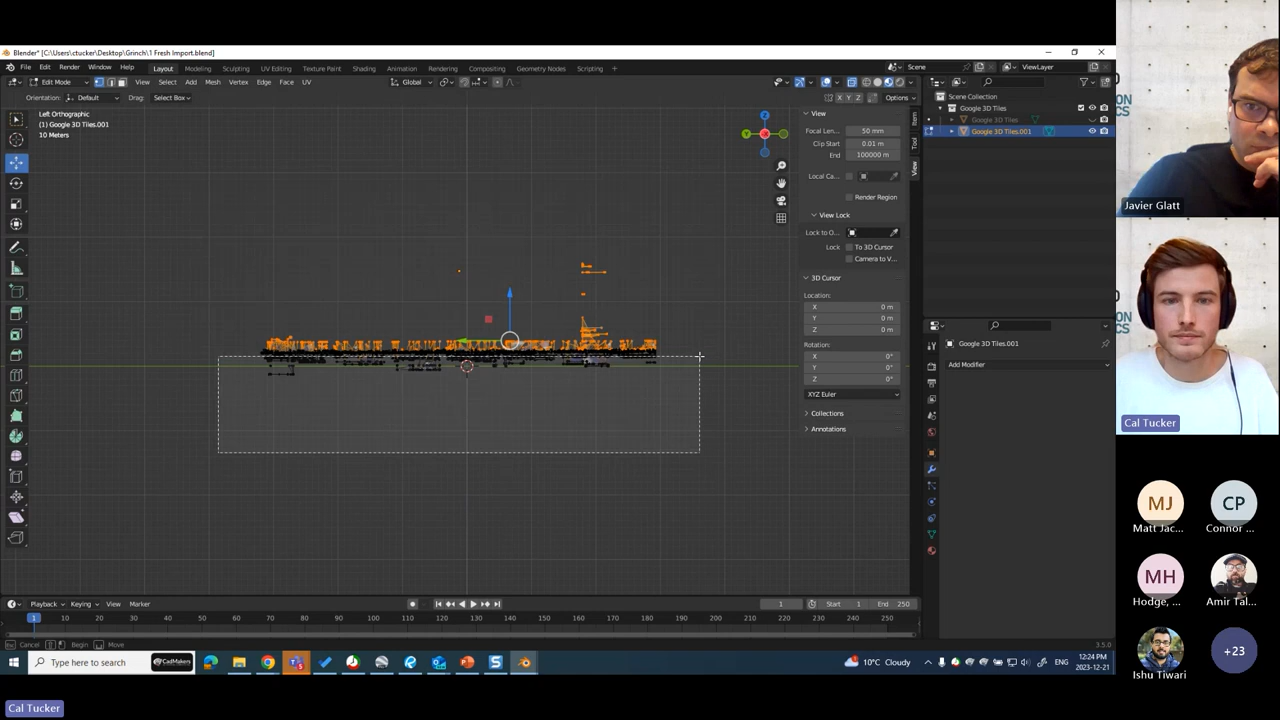 Blender* [C:\Users\ctucker\Desktop\Grinch\1 Fresh Import.blend]
File Edit Render Window Help Layout Modeling Sculpting UV Editing Texture Paint Shading Animation Rendering Compositing Geometry Nodes Scripting Scene ViewLayer
Edit Mode View Select Add Mesh Vertex Edge Face UV Global
Orientation: Default Drag: Select Box X Y Z Options
Left Orthographic
(1) Google 3D Tiles.001
10 Meters
Z
Y
X
View
Focal Len... 50 mm
Clip Start 0.01 m
End 100000 m
Local Ca...
Render Region
View Lock
Lock to O...
Lock To 3D Cursor
Camera to V...
3D Cursor
Location:
X 0 m
Y 0 m
Z 0 m
Rotation:
X 0°
Y 0°
Z 0°
XYZ Euler
Collections
Annotations
Item
Tool
View
Scene Collection
Google 3D Tiles
Google 3D Tiles
Google 3D Tiles.001
Google 3D Tiles.001
Add Modifier
Playback Keying View Marker 1 Start 1 End 250
1 10 20 30 40 50 60 70 80 90 100 110 120 130 140 150 160 170 180 190 200 210 220 230 240 250
Cancel Begin Move
Type here to search CadMakers 10°C Cloudy ENG 12:24 PM
2023-12-21
Cal Tucker
Javier Glatt
Cal Tucker
MJ
Matt Jac...
CP
Connor ...
MH
Hodge, ...
Amir Tal...
Ishu Tiwari
+23